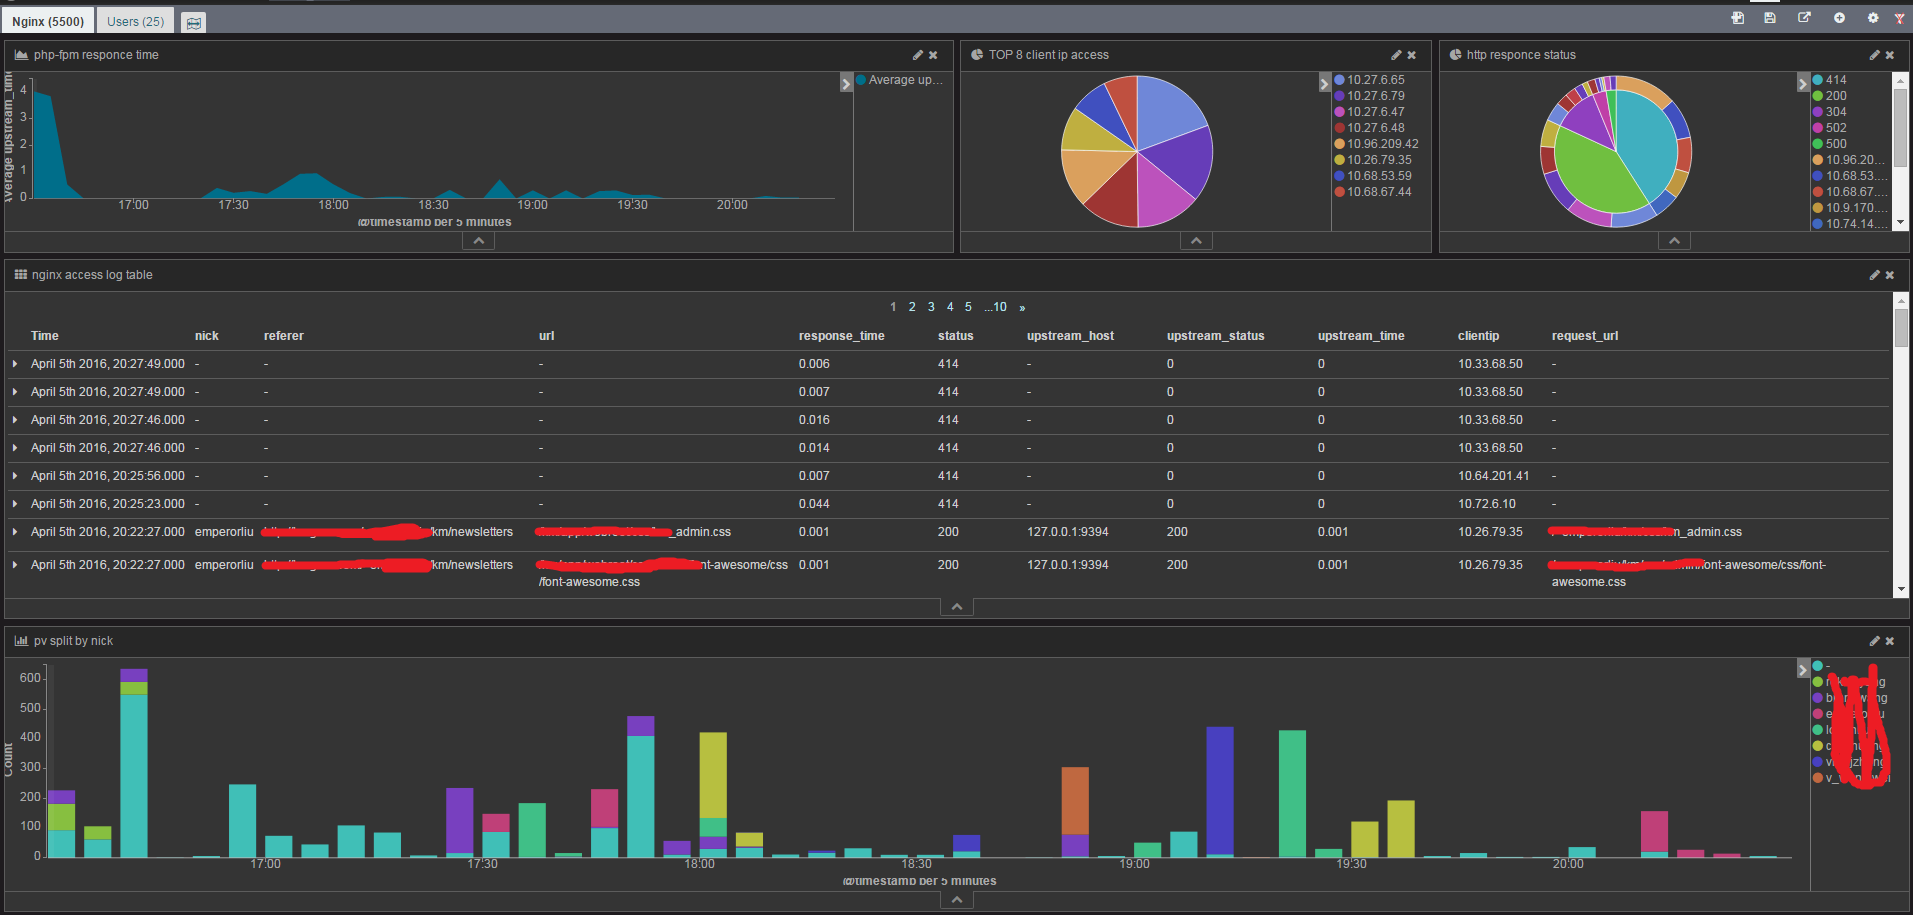 Nginx (5500) Users (25)
php-fpm responce time
Average upstream_time
4
3
2
1
0
17:00 17:30 18:00 18:30 19:00 19:30 20:00
@timestamp per 5 minutes
Average up...
TOP 8 client ip access
10.27.6.65
10.27.6.79
10.27.6.47
10.27.6.48
10.96.209.42
10.26.79.35
10.68.53.59
10.68.67.44
http responce status
414
200
304
502
500
10.96.20...
10.68.53....
10.68.67....
10.9.170....
10.74.14....
nginx access log table
1 2 3 4 5 ...10 »
Time nick referer url response_time status upstream_host upstream_status upstream_time clientip request_url
April 5th 2016, 20:27:49.000 - - - 0.006 414 - 0 0 10.33.68.50 -
April 5th 2016, 20:27:49.000 - - - 0.007 414 - 0 0 10.33.68.50 -
April 5th 2016, 20:27:46.000 - - - 0.016 414 - 0 0 10.33.68.50 -
April 5th 2016, 20:27:46.000 - - - 0.014 414 - 0 0 10.33.68.50 -
April 5th 2016, 20:25:56.000 - - - 0.007 414 - 0 0 10.64.201.41 -
April 5th 2016, 20:25:23.000 - - - 0.044 414 - 0 0 10.72.6.10 -
April 5th 2016, 20:22:27.000 emperorliu /km/newsletters _admin.css 0.001 200 127.0.0.1:9394 200 0.001 10.26.79.35 m_admin.css
April 5th 2016, 20:22:27.000 emperorliu /km/newsletters nt-awesome/css 0.001 200 127.0.0.1:9394 200 0.001 10.26.79.35 /font-awesome/css/font-
/font-awesome.css awesome.css
pv split by nick
Count
600
500
400
300
200
100
0
17:00 17:30 18:00 18:30 19:00 19:30 20:00
@timestamp per 5 minutes
-